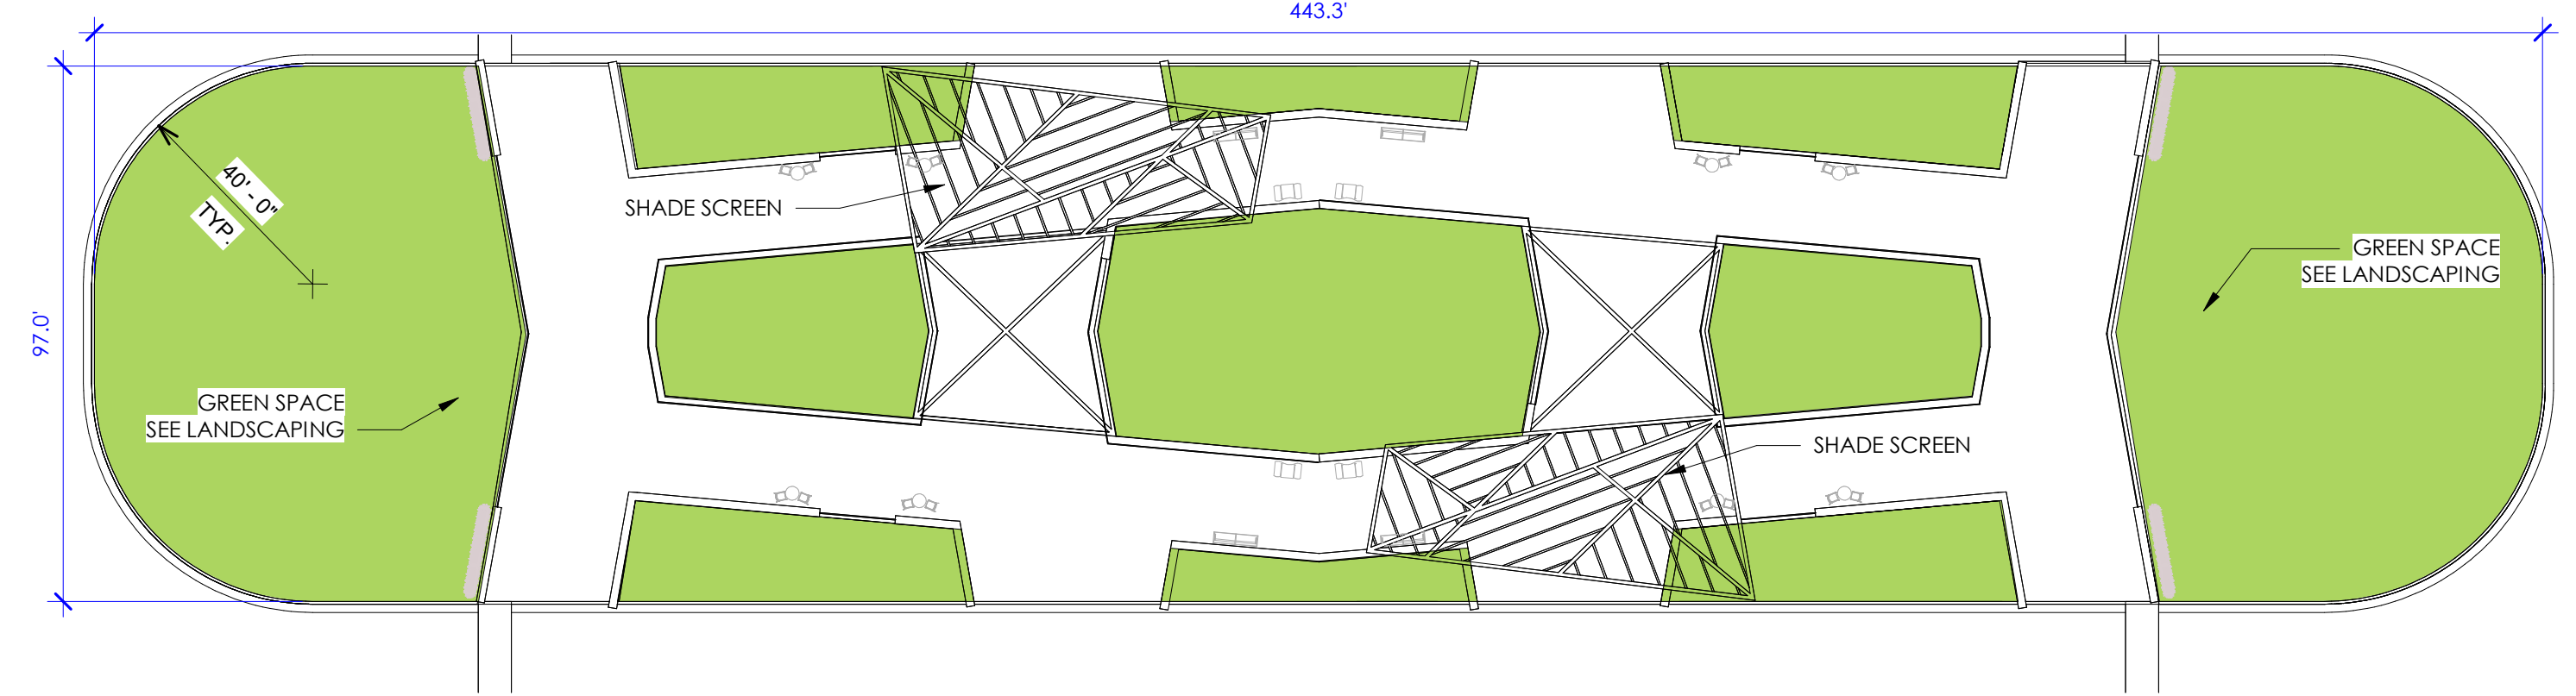 443.3'
40' - 0"
TYP.
SHADE SCREEN
GREEN SPACE
SEE LANDSCAPING
97.0'
GREEN SPACE
SEE LANDSCAPING
SHADE SCREEN